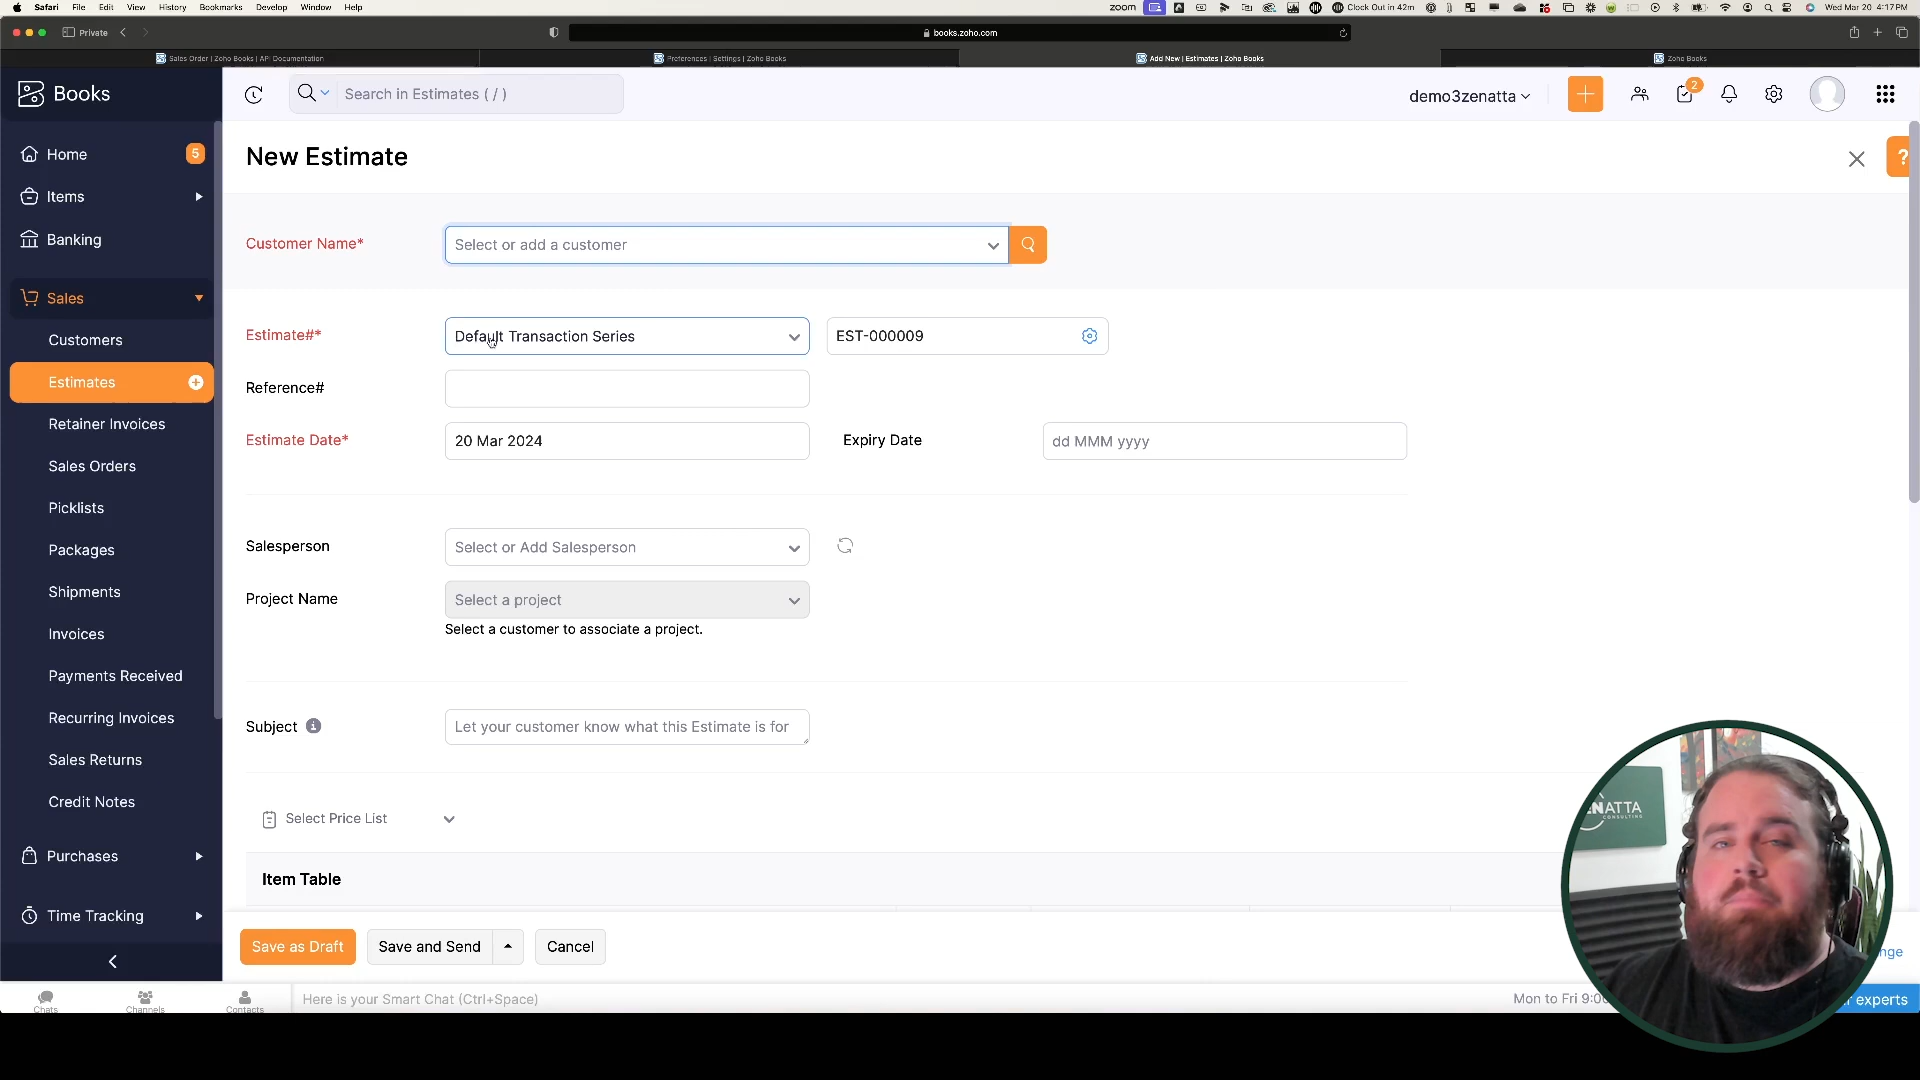 Safari File Edit View History Bookmarks Develop Window Help
zoom Clock Out in 42m Wed Mar 20 4:17 PM
Private books.zoho.com
Sales Order | Zoho Books | API Documentation
Preferences | Settings | Zoho Books
Add New | Estimates | Zoho Books
Zoho Books
Books
Search in Estimates ( / )
demo3zenatta
2
Home 5
Items
Banking
Sales
Customers
Estimates
Retainer Invoices
Sales Orders
Picklists
Packages
Shipments
Invoices
Payments Received
Recurring Invoices
Sales Returns
Credit Notes
Purchases
Time Tracking
New Estimate
?
Customer Name*
Select or add a customer
Estimate#*
Default Transaction Series
EST-000009
Reference#
Estimate Date*
20 Mar 2024
Expiry Date
dd MMM yyyy
Salesperson
Select or Add Salesperson
Project Name
Select a project
Select a customer to associate a project.
Subject
Let your customer know what this Estimate is for
Select Price List
Item Table
Save as Draft
Save and Send
Cancel
nge
Chats
Channels
Contacts
Here is your Smart Chat (Ctrl+Space)
Mon to Fri 9:0
experts
NATTA
CONSULTING